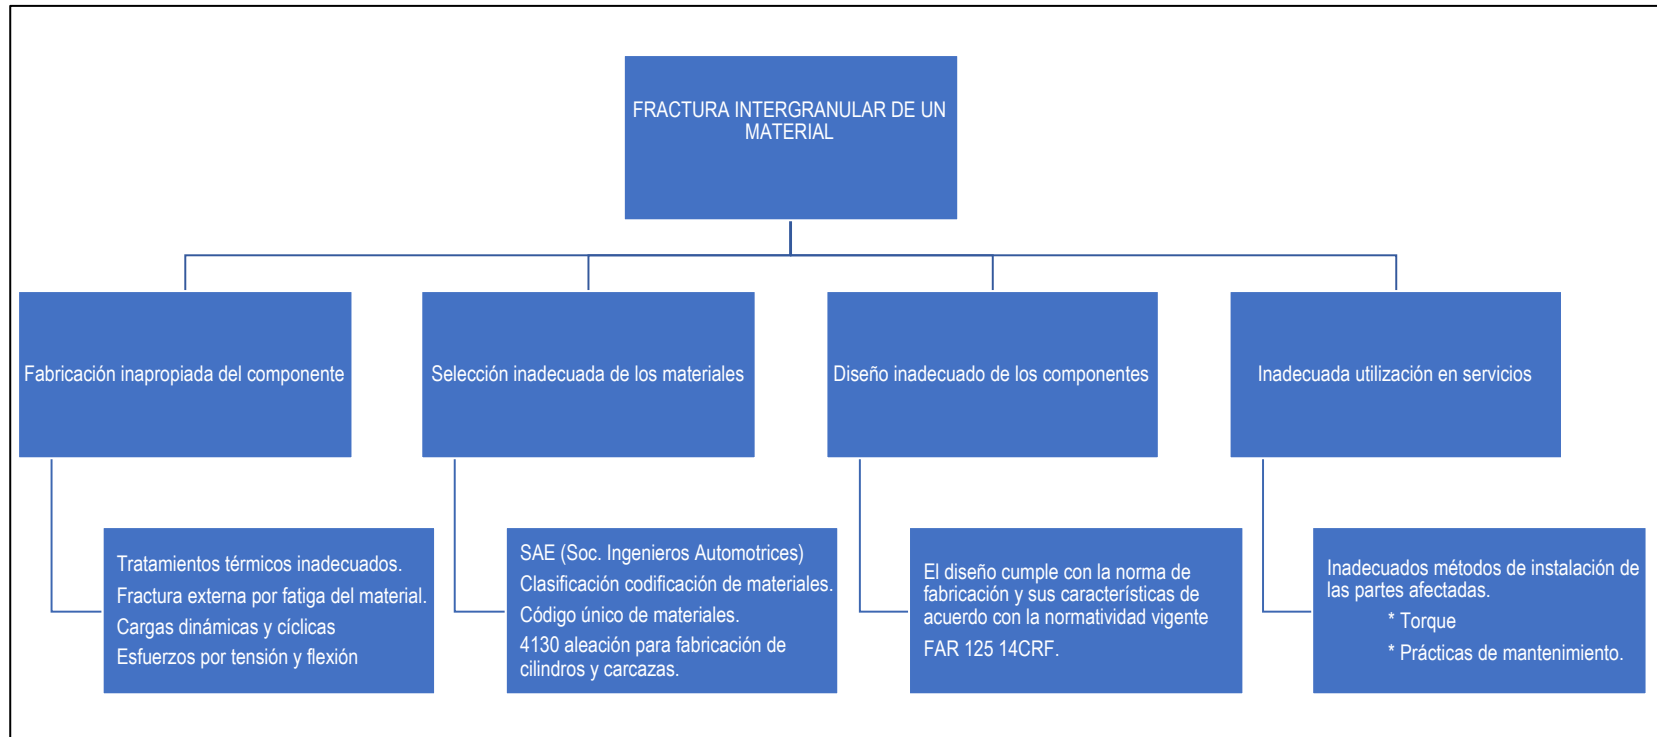 FRACTURA INTERGRANULAR DE UN
MATERIAL
Fabricación inapropiada del componente
Selección inadecuada de los materiales
Diseño inadecuado de los componentes
Inadecuada utilización en servicios
Tratamientos térmicos inadecuados.
Fractura externa por fatiga del material.
Cargas dinámicas y cíclicas
Esfuerzos por tensión y flexión
SAE (Soc. Ingenieros Automotrices)
Clasificación codificación de materiales.
Código único de materiales.
4130 aleación para fabricación de
cilindros y carcazas.
El diseño cumple con la norma de
fabricación y sus características de
acuerdo con la normatividad vigente
FAR 125 14CRF.
Inadecuados métodos de instalación de
las partes afectadas.
* Torque
* Prácticas de mantenimiento.